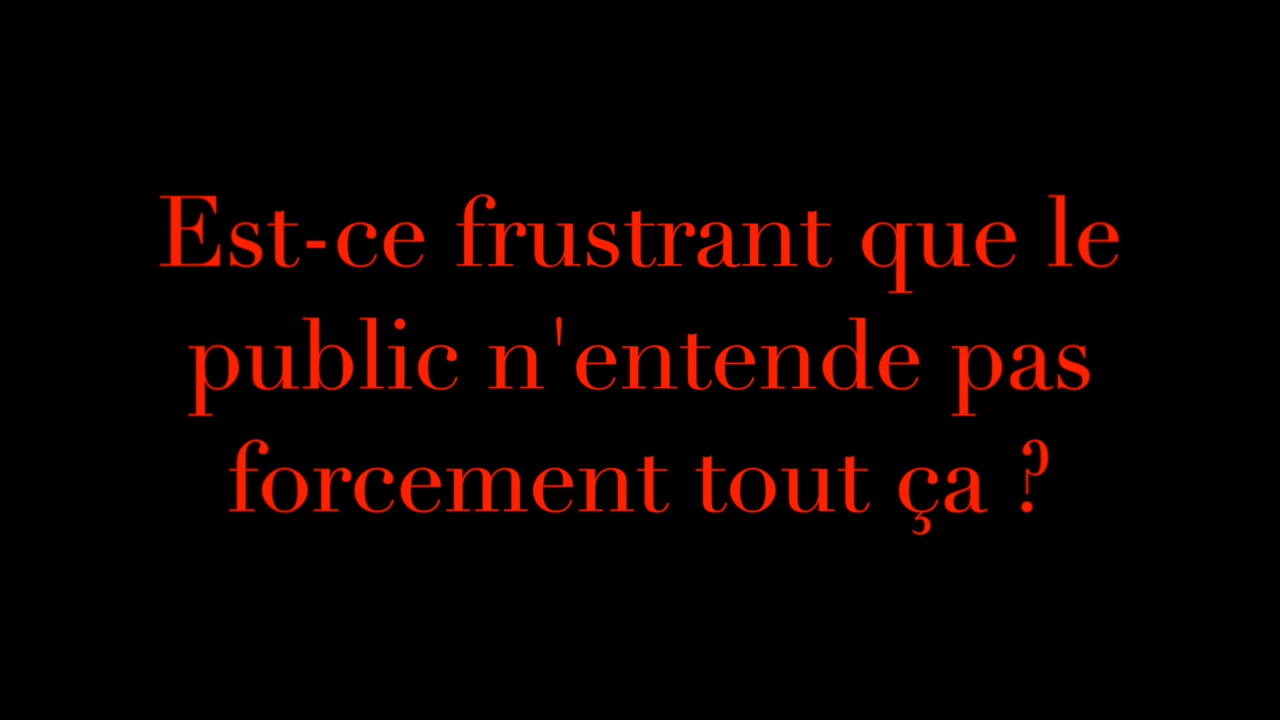 Est-ce frustrant que le
public n'entende pas
forcement tout ça ?